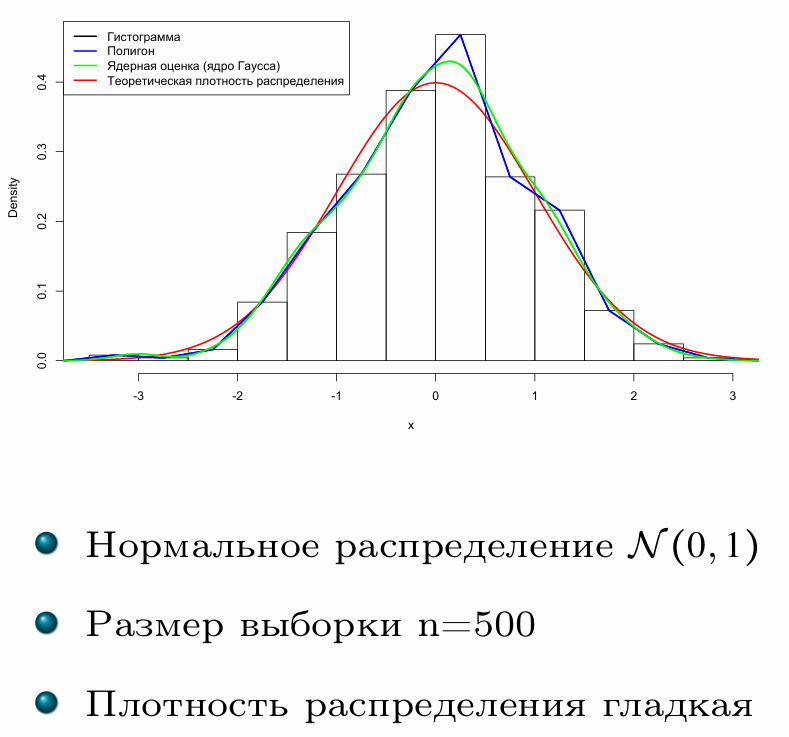 Гистограмма
Полигон
Ядерная оценка (ядро Гаусса)
Теоретическая плотность распределения
Density
0.0
0.1
0.2
0.3
0.4
-3 -2 -1 0 1 2 3
x
Нормальное распределение 𝒩(0, 1)
Размер выборки n=500
Плотность распределения гладкая